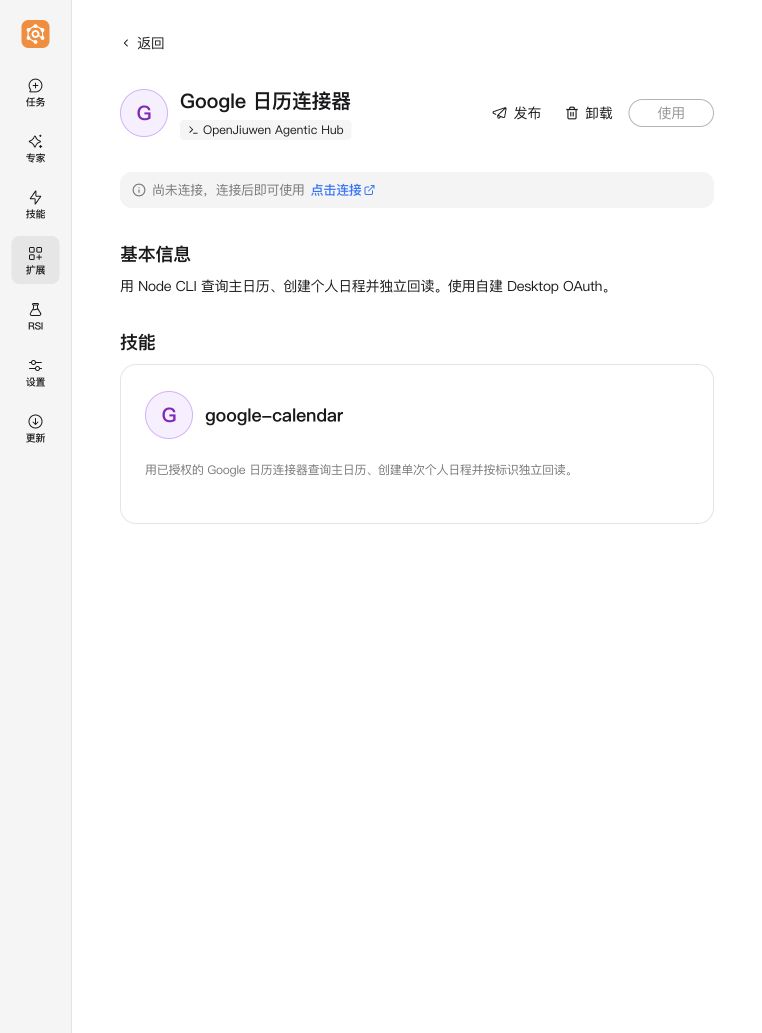 任务
专家
技能
扩展
RSI
设置
更新
返回
G
Google 日历连接器
OpenJiuwen Agentic Hub
发布
卸载
使用
尚未连接，连接后即可使用 点击连接
基本信息
用 Node CLI 查询主日历、创建个人日程并独立回读。使用自建 Desktop OAuth。
技能
G
google-calendar
用已授权的 Google 日历连接器查询主日历、创建单次个人日程并按标识独立回读。